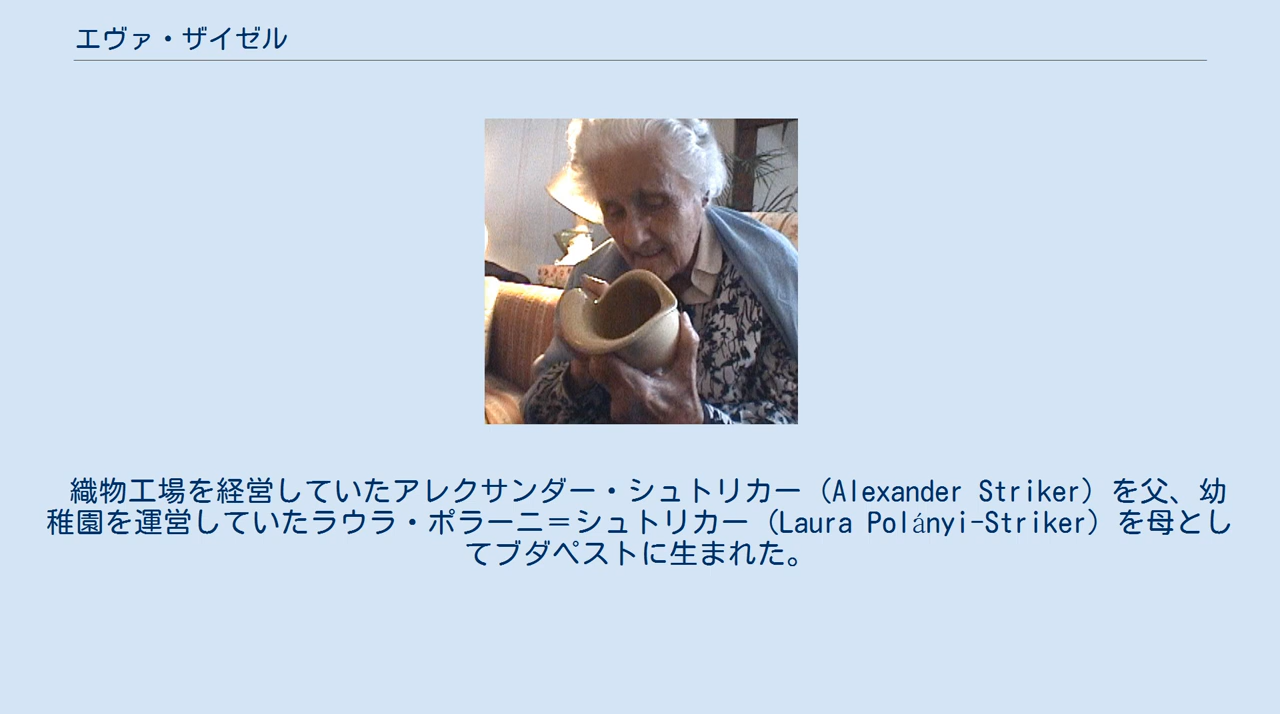 エヴァ・ザイゼル
織物工場を経営していたアレクサンダー・シュトリカー（Alexander Striker）を父、幼
稚園を運営していたラウラ・ポラーニ＝シュトリカー（Laura Polányi-Striker）を母とし
てブダペストに生まれた。